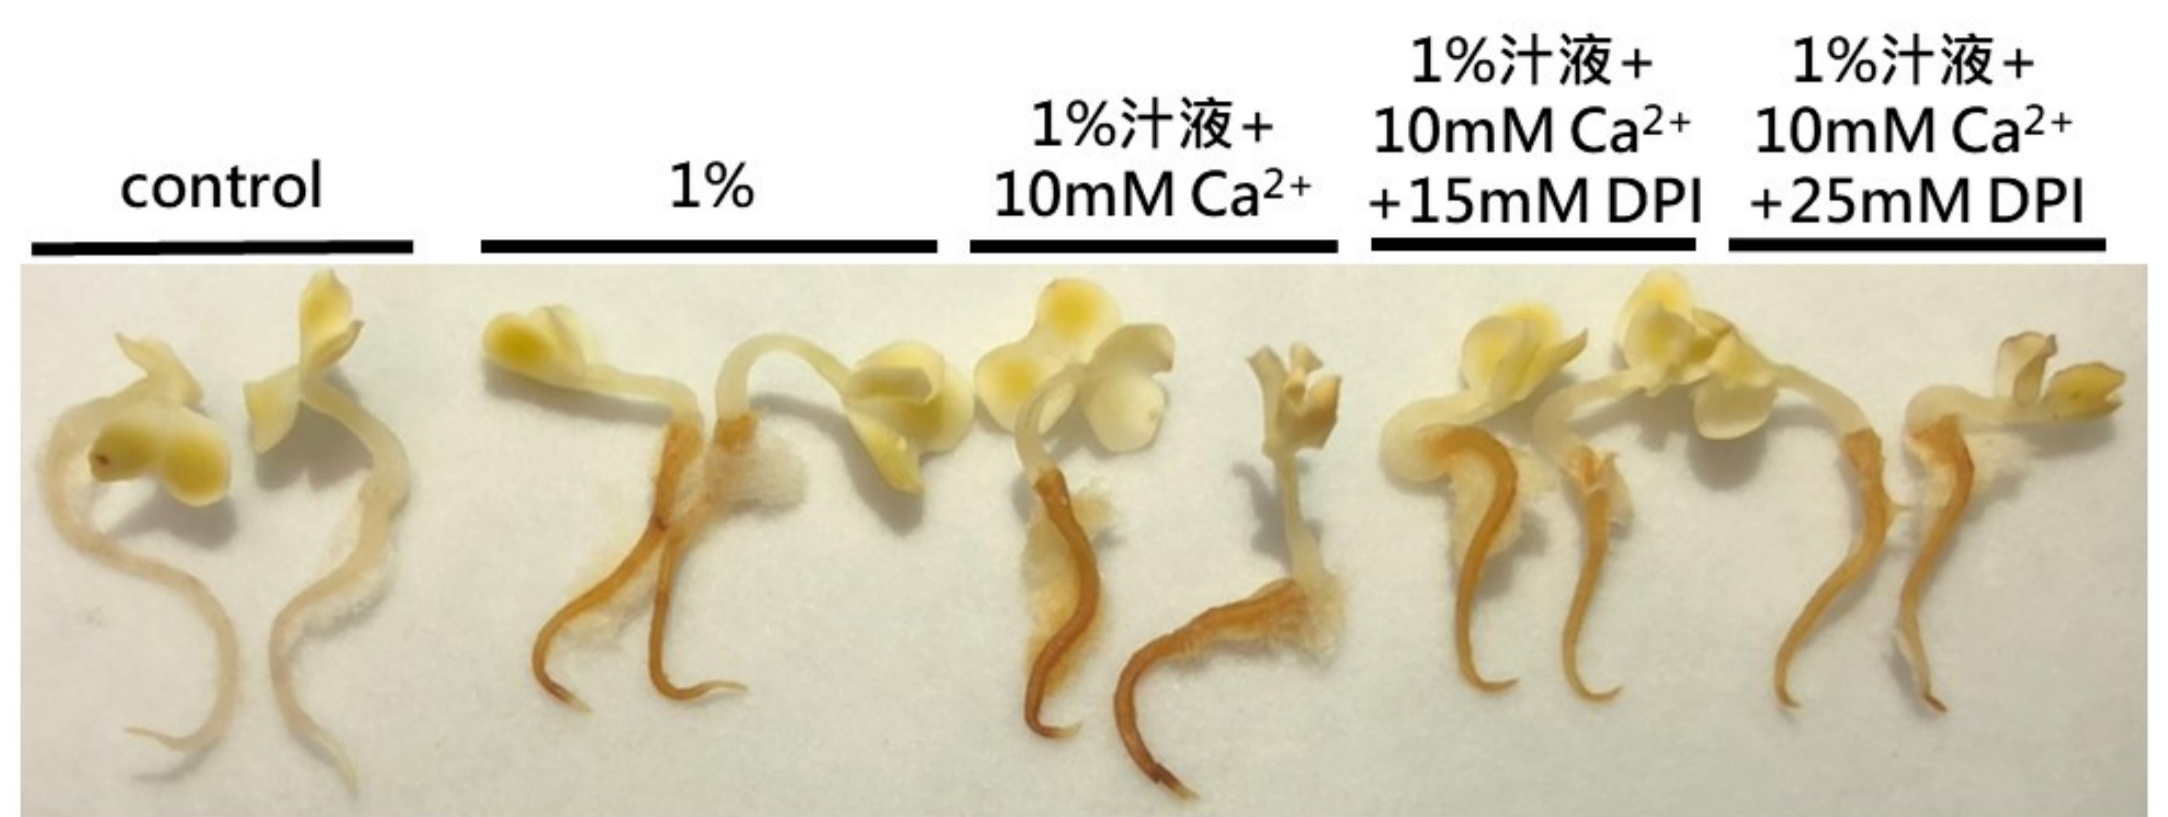 control
1%
1%汁液+
10mM Ca²⁺
1%汁液+
10mM Ca²⁺
+15mM DPI
1%汁液+
10mM Ca²⁺
+25mM DPI